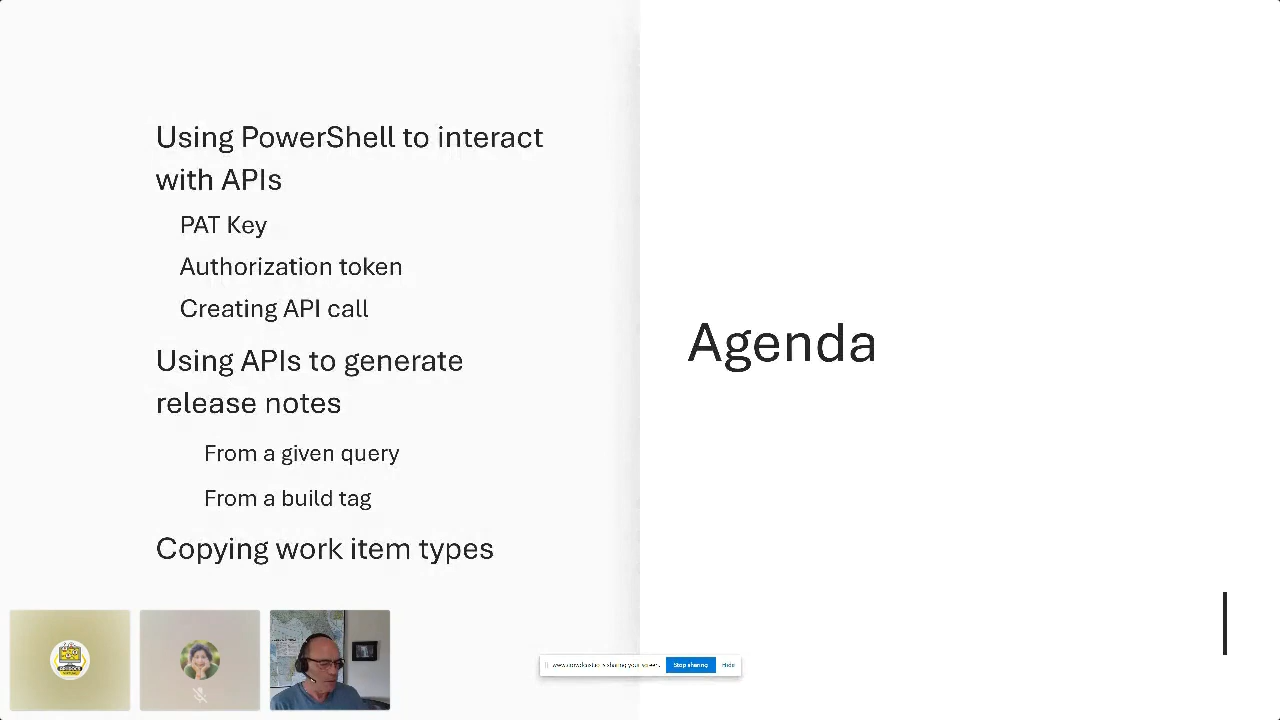 Using PowerShell to interact
with APIs
PAT Key
Authorization token
Creating API call
Using APIs to generate
release notes
From a given query
From a build tag
Copying work item types
Agenda
Stop sharing
Hide